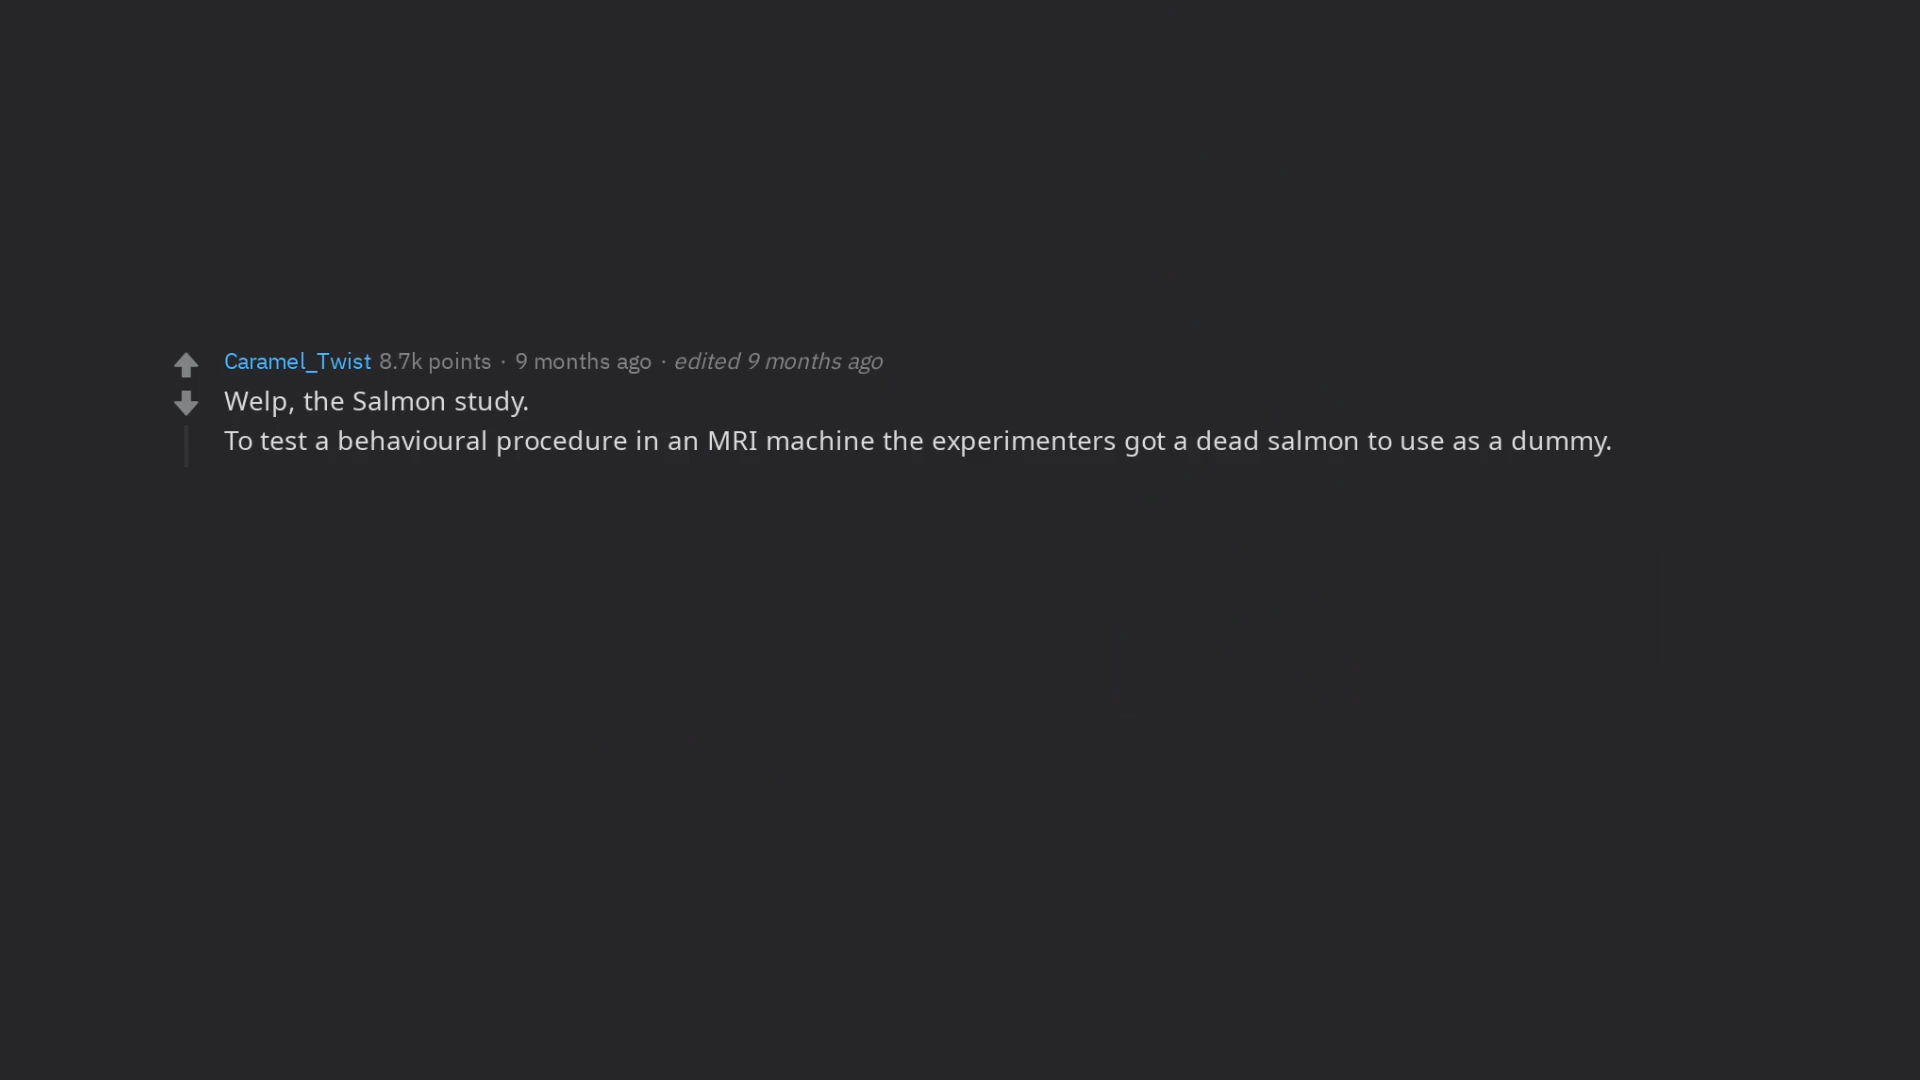 Caramel_Twist 8.7k points · 9 months ago · edited 9 months ago
Welp, the Salmon study.
To test a behavioural procedure in an MRI machine the experimenters got a dead salmon to use as a dummy.